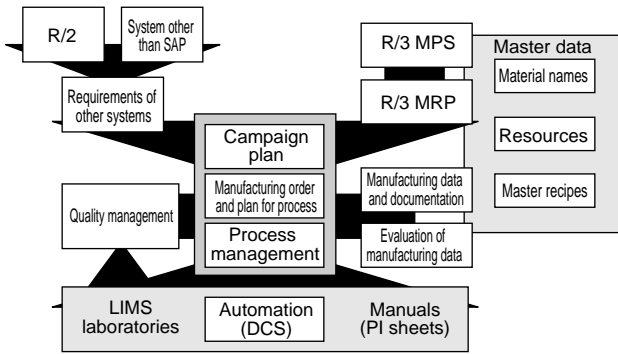 R/2
System other
than SAP
R/3 MPS
Master data
Material names
Requirements of
other systems
R/3 MRP
Campaign
plan
Resources
Manufacturing order
and plan for process
Manufacturing data
and documentation
Master recipes
Quality management
Process
management
Evaluation of
manufacturing data
LIMS
laboratories
Automation
(DCS)
Manuals
(PI sheets)